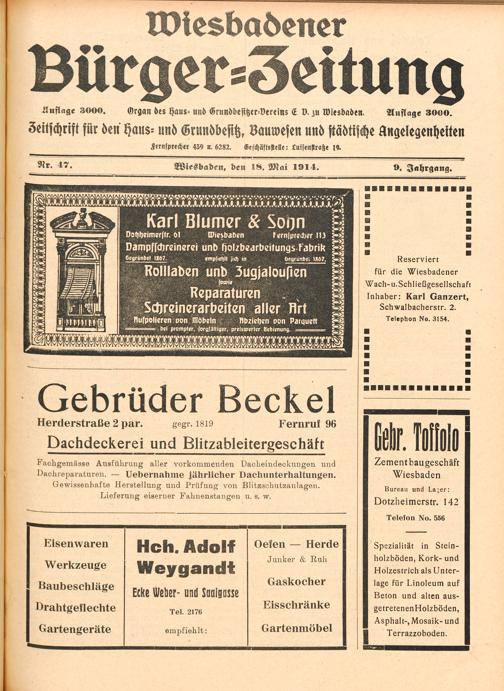 Wiesbadener
Bürger=Zeitung
Auflage 3000. Organ des Haus- und Grundbesitzer-Vereins E V. zu Wiesbaden. Auflage 3000.
Zeitschrift für den Haus- und Grundbesitz, Bauwesen und städtische Angelegenheiten
Fernsprecher 439 u. 6282. Geschäftstelle: Luisenstraße 19.
Nr. 47. Wiesbaden, den 18. Mai 1914. 9. Jahrgang.
Karl Blumer & Sohn
Dotzheimerstr. 61 Wiesbaden Fernsprecher 113
Dampfschreinerei und Holzbearbeitungs-Fabrik
Gegründet 1867. empfiehlt sich in Gegründet 1867.
Rollladen und Zugjalousien
sowie
Reparaturen
Schreinerarbeiten aller Art
Aufpolieren von Möbeln Abziehen von Parquett
bei prompter, sorgfältiger, preiswerter Bedienung.
Reserviert
für die Wiesbadener
Wach-u.Schließgesellschaft
Inhaber: Karl Ganzert,
Schwalbacherstr. 2.
Telephon No. 3154.
Gebrüder Beckel
Herderstraße 2 par. gegr. 1819 Fernruf 96
Dachdeckerei und Blitzableitergeschäft
Fachgemässe Ausführung aller vorkommenden Dacheindeckungen und
Dachreparaturen. — Uebernahme jährlicher Dachunterhaltungen.
Gewissenhafte Herstellung und Prüfung von Blitzschutzanlagen.
Lieferung eiserner Fahnenstangen u. s. w.
Gebr. Toffolo
Zementbaugeschäft
Wiesbaden
Bureau und Lager:
Dotzheimerstr. 142
Telefon No. 556
Spezialität in Stein-
holzböden, Kork- und
Holzestrich als Unter-
lage für Linoleum auf
Beton und alten aus-
getretenen Holzböden,
Asphalt-, Mosaik- und
Terrazzoboden.
Eisenwaren
Werkzeuge
Baubeschläge
Drahtgeflechte
Gartengeräte
Hch. Adolf
Weygandt
Ecke Weber- und Saalgasse
Tel. 2176
empfiehlt:
Oefen — Herde
Junker & Ruh
Gaskocher
Eisschränke
Gartenmöbel